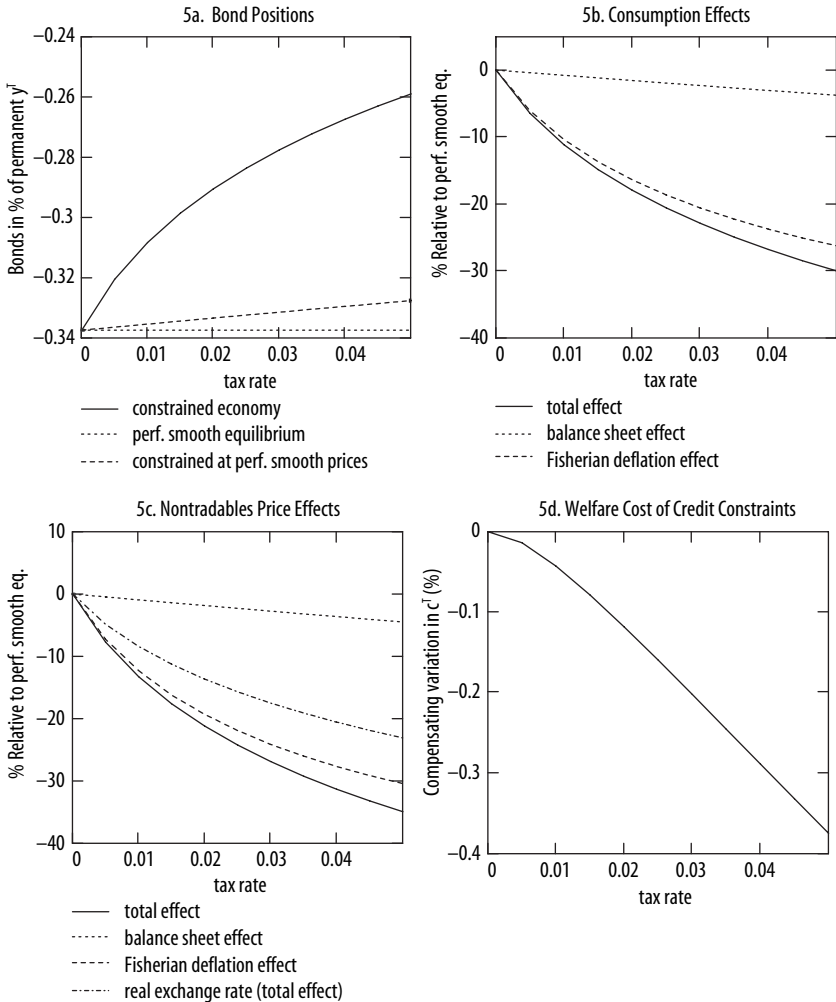 5a. Bond Positions
Bonds in % of permanent yᵀ
−0.24
−0.26
−0.28
−0.3
−0.32
−0.34
0 0.01 0.02 0.03 0.04
tax rate
constrained economy
perf. smooth equilibrium
constrained at perf. smooth prices
5b. Consumption Effects
% Relative to perf. smooth eq.
0
−10
−20
−30
−40
0 0.01 0.02 0.03 0.04
tax rate
total effect
balance sheet effect
Fisherian deflation effect
5c. Nontradables Price Effects
% Relative to perf. smooth eq.
10
0
−10
−20
−30
−40
0 0.01 0.02 0.03 0.04
tax rate
total effect
balance sheet effect
Fisherian deflation effect
real exchange rate (total effect)
5d. Welfare Cost of Credit Constraints
Compensating variation in cᵀ (%)
0
−0.1
−0.2
−0.3
−0.4
0 0.01 0.02 0.03 0.04
tax rate